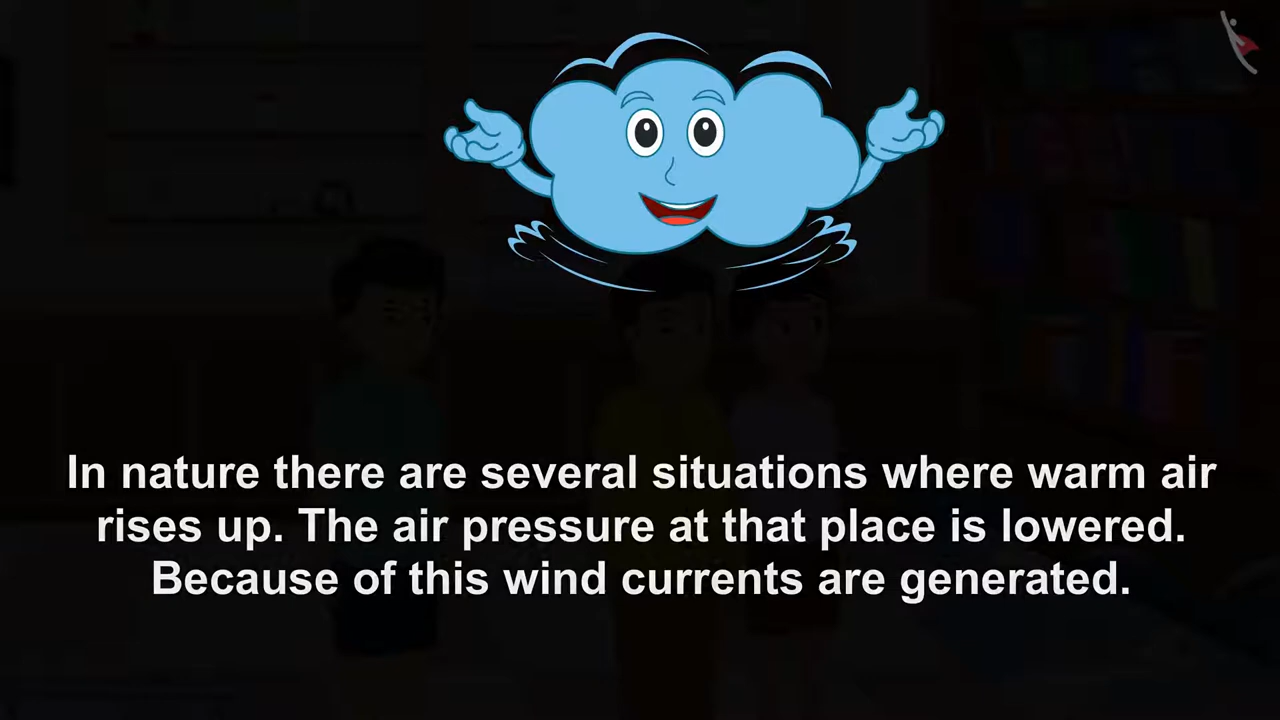 In nature there are several situations where warm air
rises up. The air pressure at that place is lowered.
Because of this wind currents are generated.